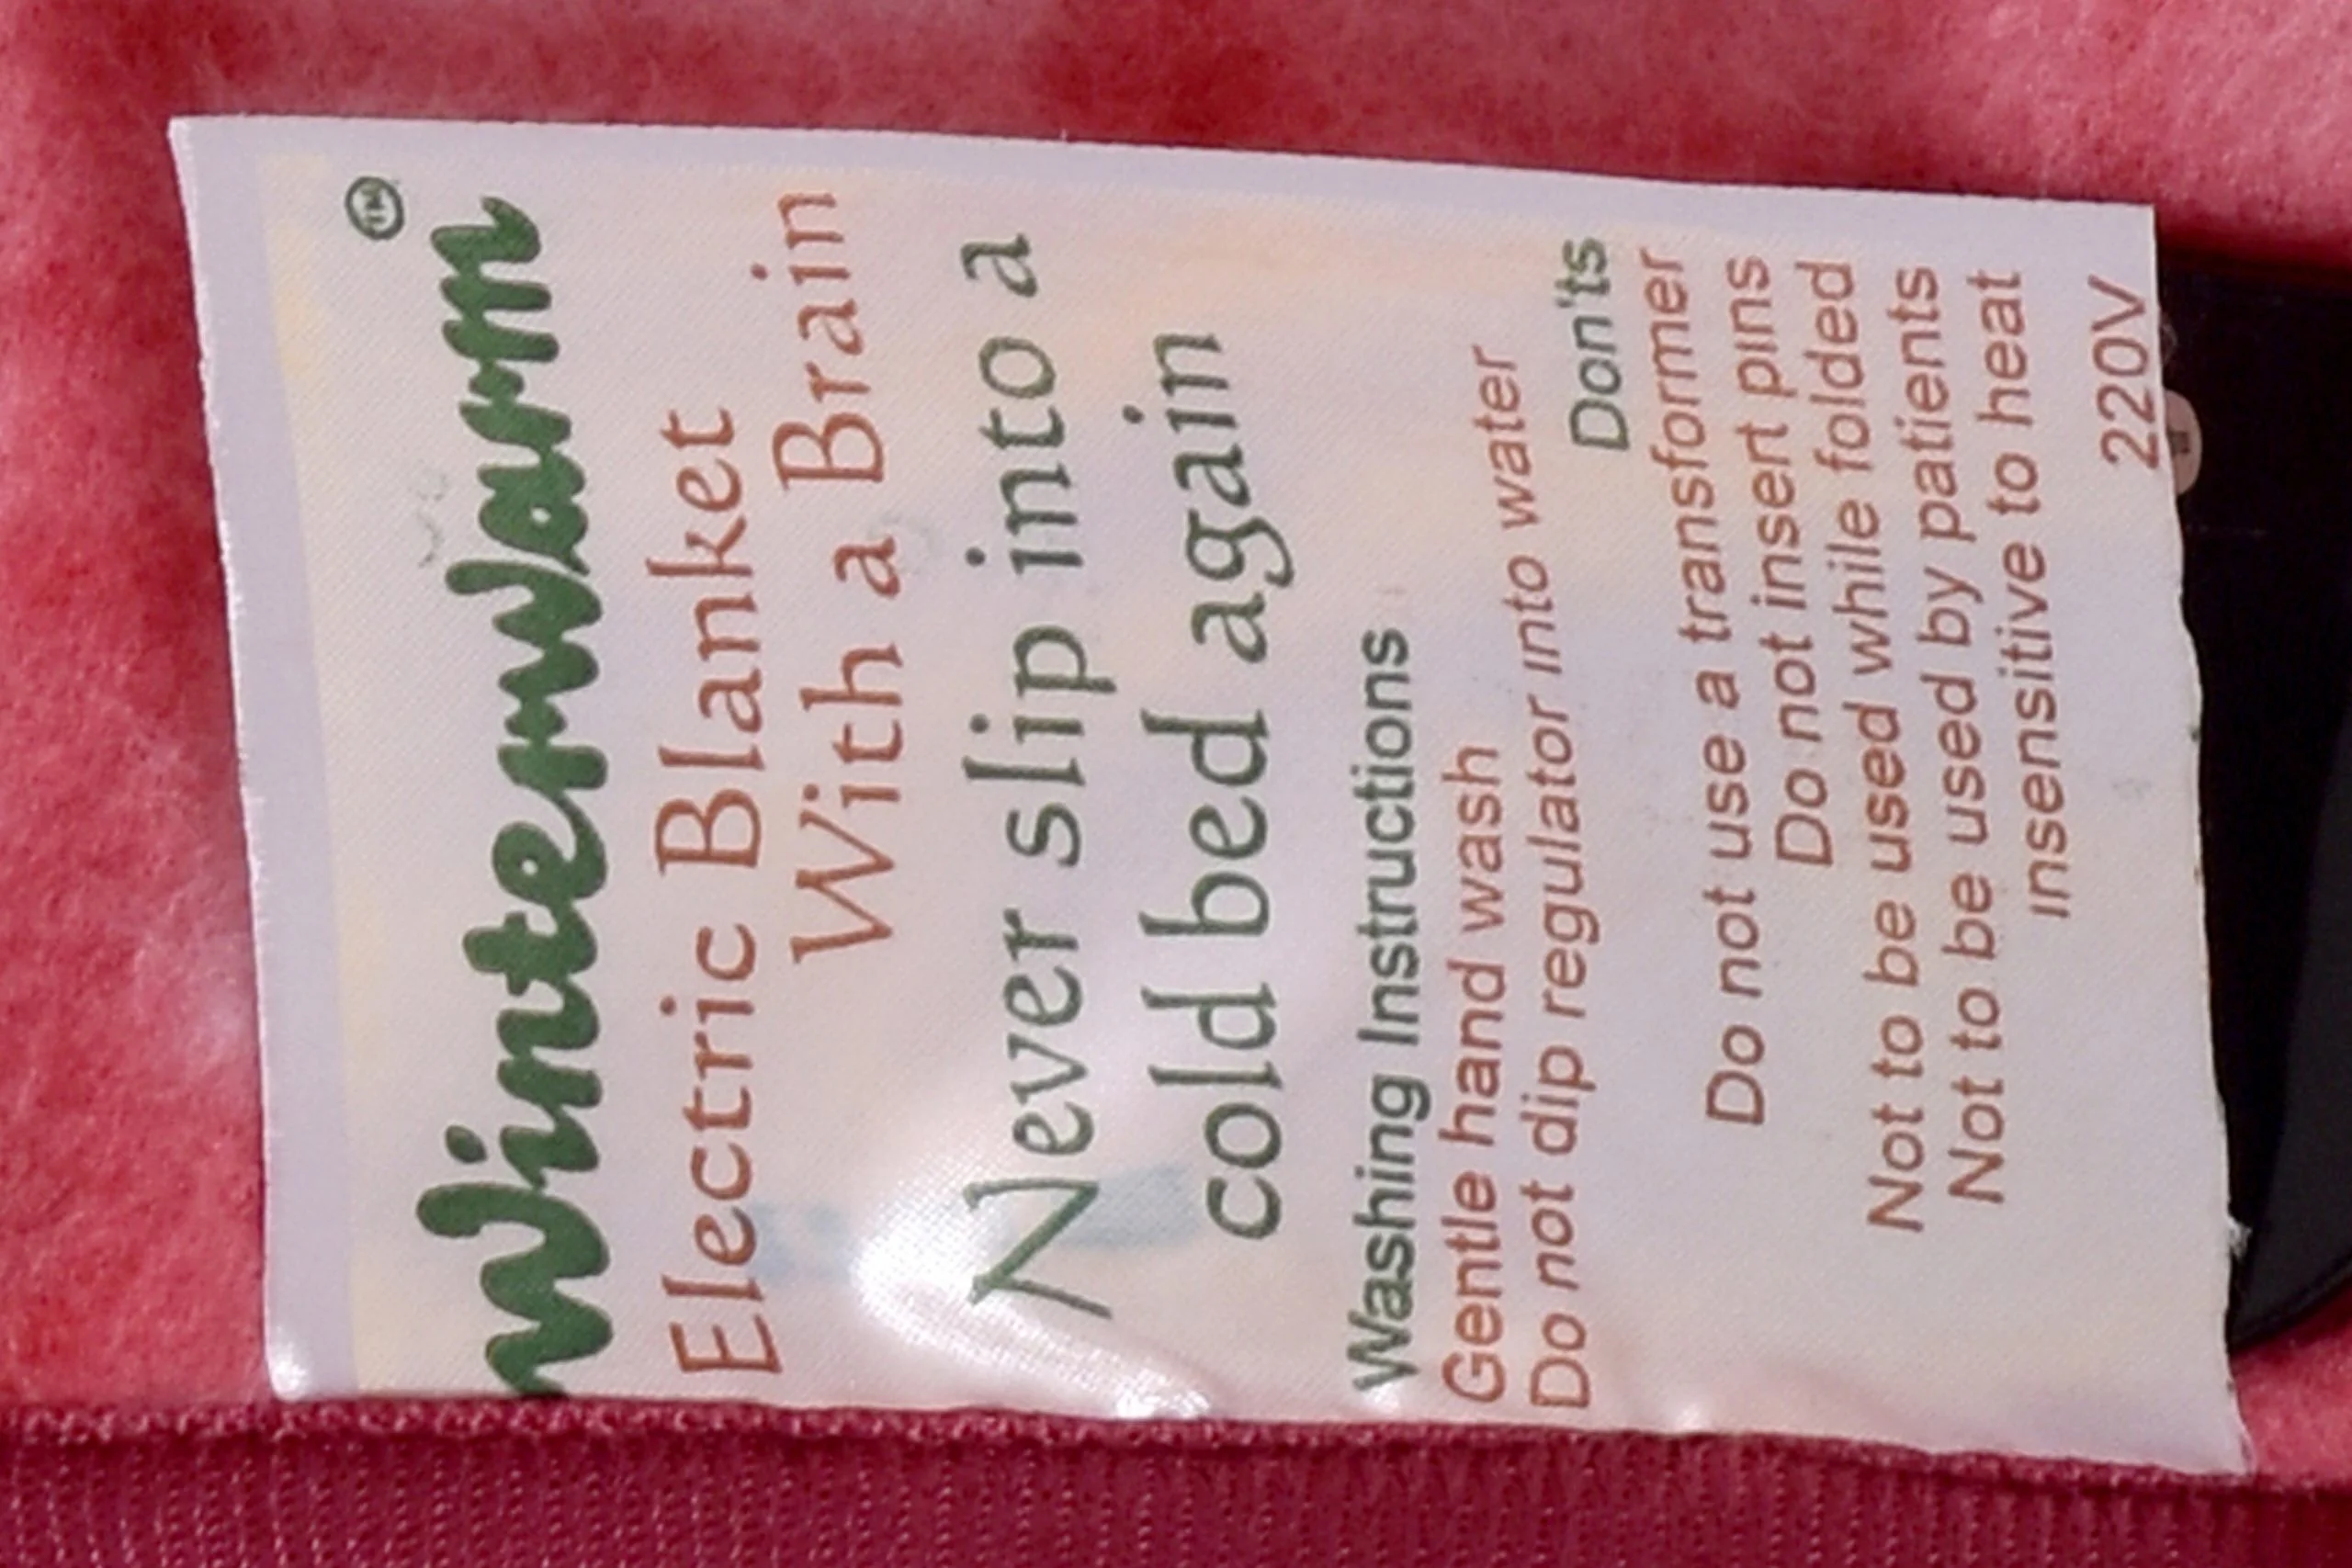 WinterWarm TM
Electric Blanket
With a Brain
Never slip into a
cold bed again
Washing Instructions
Gentle hand wash
Do not dip regulator into water
Don'ts
Do not use a transformer
Do not insert pins
Not to be used while folded
Not to be used by patients
insensitive to heat
220V